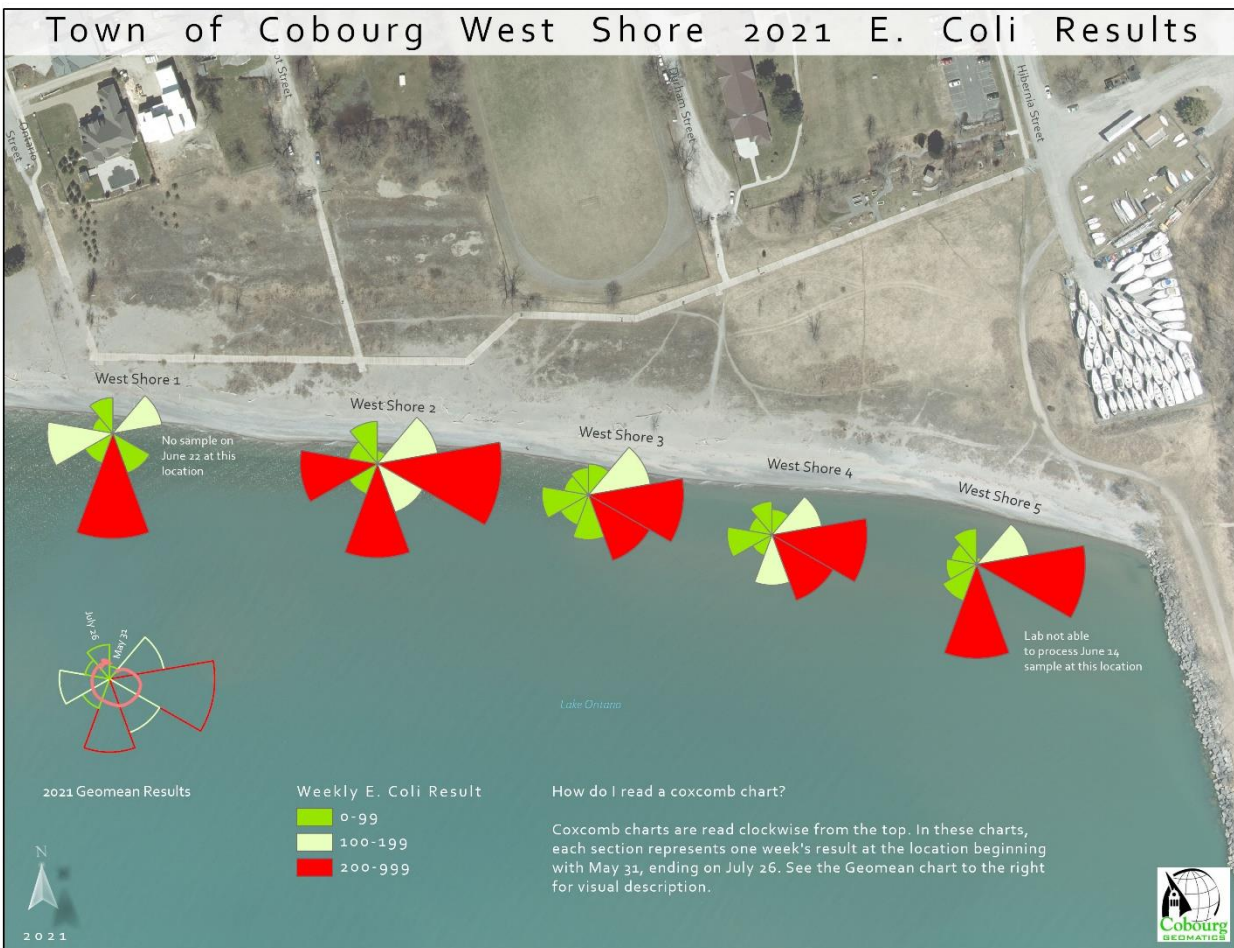 Town of Cobourg West Shore 2021 E. Coli Results
Ontario
Street
ot Street
Durham Street
Hibernia Street
West Shore 1
West Shore 2
West Shore 3
West Shore 4
West Shore 5
No sample on
June 22 at this
location
Lab not able
to process June 14
sample at this location
July 26
May 31
Lake Ontario
2021 Geomean Results
Weekly E. Coli Result
0-99
100-199
200-999
How do I read a coxcomb chart?
Coxcomb charts are read clockwise from the top. In these charts,
each section represents one week's result at the location beginning
with May 31, ending on July 26. See the Geomean chart to the right
for visual description.
N
2021
Cobourg
GEOMATICS